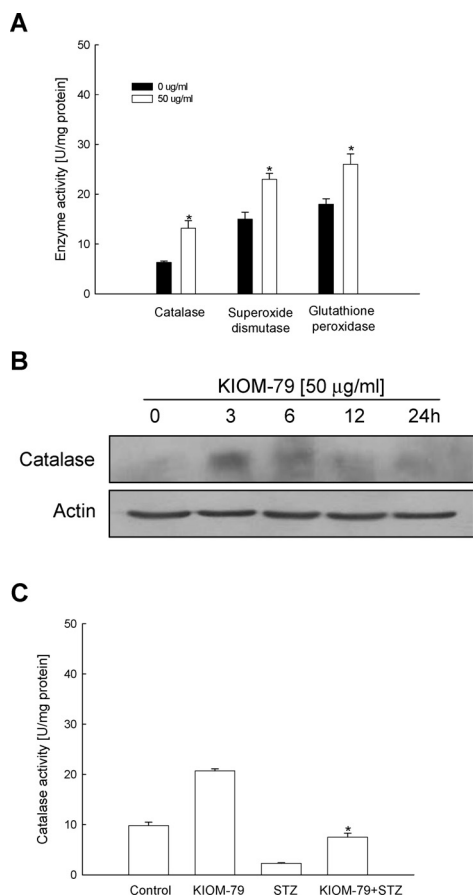 A
Enzyme activity [U/mg protein]
50
40
30
20
10
0
0 ug/ml
50 ug/ml
*
*
*
Catalase
Superoxide
dismutase
Glutathione
peroxidase
B
KIOM-79 [50 μg/ml]
0 3 6 12 24h
Catalase
Actin
C
Catalase activity [U/mg protein]
50
40
30
20
10
0
*
Control KIOM-79 STZ KIOM-79+STZ